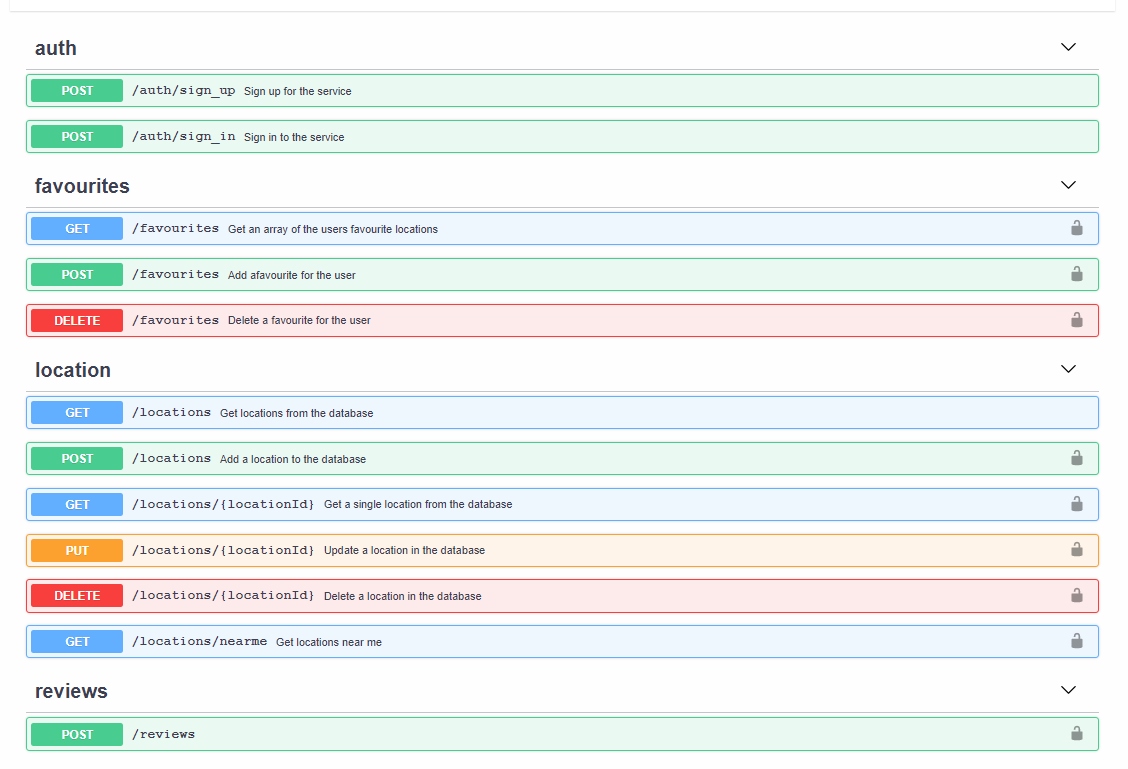 auth
POST /auth/sign_up Sign up for the service
POST /auth/sign_in Sign in to the service
favourites
GET /favourites Get an array of the users favourite locations
POST /favourites Add afavourite for the user
DELETE /favourites Delete a favourite for the user
location
GET /locations Get locations from the database
POST /locations Add a location to the database
GET /locations/{locationId} Get a single location from the database
PUT /locations/{locationId} Update a location in the database
DELETE /locations/{locationId} Delete a location in the database
GET /locations/nearme Get locations near me
reviews
POST /reviews